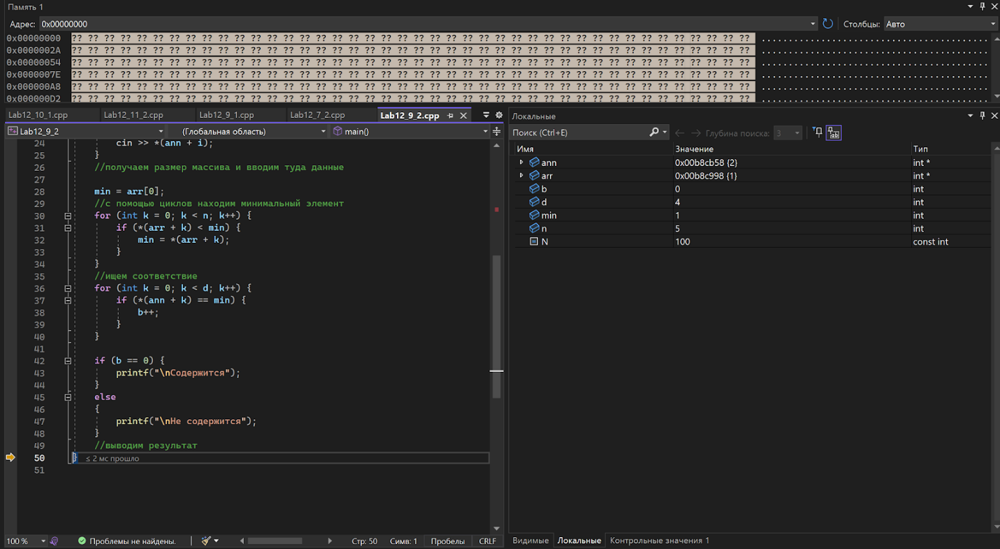 Память 1
Адрес: 0x00000000 Столбцы: Авто
0x00000000 ?? ?? ?? ?? ?? ?? ?? ?? ?? ?? ?? ?? ?? ?? ?? ?? ?? ?? ?? ?? ?? ?? ?? ?? ?? ?? ?? ?? ?? ?? ?? ?? ?? ?? ?? ?? ?? ?? ?? ?? ?? ?? ..........................................
0x0000002A ?? ?? ?? ?? ?? ?? ?? ?? ?? ?? ?? ?? ?? ?? ?? ?? ?? ?? ?? ?? ?? ?? ?? ?? ?? ?? ?? ?? ?? ?? ?? ?? ?? ?? ?? ?? ?? ?? ?? ?? ?? ?? ..........................................
0x00000054 ?? ?? ?? ?? ?? ?? ?? ?? ?? ?? ?? ?? ?? ?? ?? ?? ?? ?? ?? ?? ?? ?? ?? ?? ?? ?? ?? ?? ?? ?? ?? ?? ?? ?? ?? ?? ?? ?? ?? ?? ?? ?? ..........................................
0x0000007E ?? ?? ?? ?? ?? ?? ?? ?? ?? ?? ?? ?? ?? ?? ?? ?? ?? ?? ?? ?? ?? ?? ?? ?? ?? ?? ?? ?? ?? ?? ?? ?? ?? ?? ?? ?? ?? ?? ?? ?? ?? ?? ..........................................
0x000000A8 ?? ?? ?? ?? ?? ?? ?? ?? ?? ?? ?? ?? ?? ?? ?? ?? ?? ?? ?? ?? ?? ?? ?? ?? ?? ?? ?? ?? ?? ?? ?? ?? ?? ?? ?? ?? ?? ?? ?? ?? ?? ?? ..........................................
0x000000D2 ?? ?? ?? ?? ?? ?? ?? ?? ?? ?? ?? ?? ?? ?? ?? ?? ?? ?? ?? ?? ?? ?? ?? ?? ?? ?? ?? ?? ?? ?? ?? ?? ?? ?? ?? ?? ?? ?? ?? ?? ?? ?? ..........................................
Lab12_10_1.cpp Lab12_11_2.cpp Lab12_9_1.cpp Lab12_7_2.cpp Lab12_9_2.cpp
Lab12_9_2 (Глобальная область) main()
24 cin >> *(ann + i);
25 }
26 //получаем размер массива и вводим туда данные
27
28 min = arr[0];
29 //с помощью циклов находим минимальный элемент
30 for (int k = 0; k < n; k++) {
31 if (*(arr + k) < min) {
32 min = *(arr + k);
33 }
34 }
35 //ищем соответствие
36 for (int k = 0; k < d; k++) {
37 if (*(ann + k) == min) {
38 b++;
39 }
40 }
41
42 if (b == 0) {
43 printf("\nСодержится");
44 }
45 else
46 {
47 printf("\nНе содержится");
48 }
49 //выводим результат
50 } ≤ 2 мс прошло
51
100 % Проблемы не найдены. Стр: 50 Симв: 1 Пробелы CRLF
Локальные
Поиск (Ctrl+E) Глубина поиска: 3
Имя Значение Тип
ann 0x00b8cb58 {2} int *
arr 0x00b8c998 {1} int *
b 0 int
d 4 int
min 1 int
n 5 int
N 100 const int
Видимые Локальные Контрольные значения 1